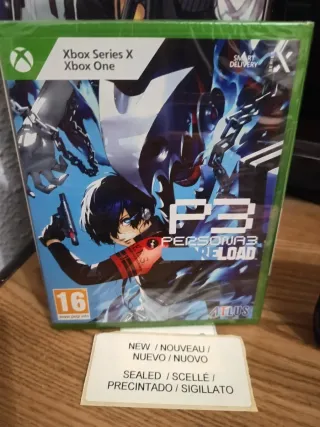 Xbox Series X
Xbox One
SMART
DELIVERY
P3
PERSONA3
RELOAD
16
ATLUS
NEW / NOUVEAU /
NUEVO / NUOVO
SEALED / SCELLÉ /
PRECINTADO / SIGILLATO